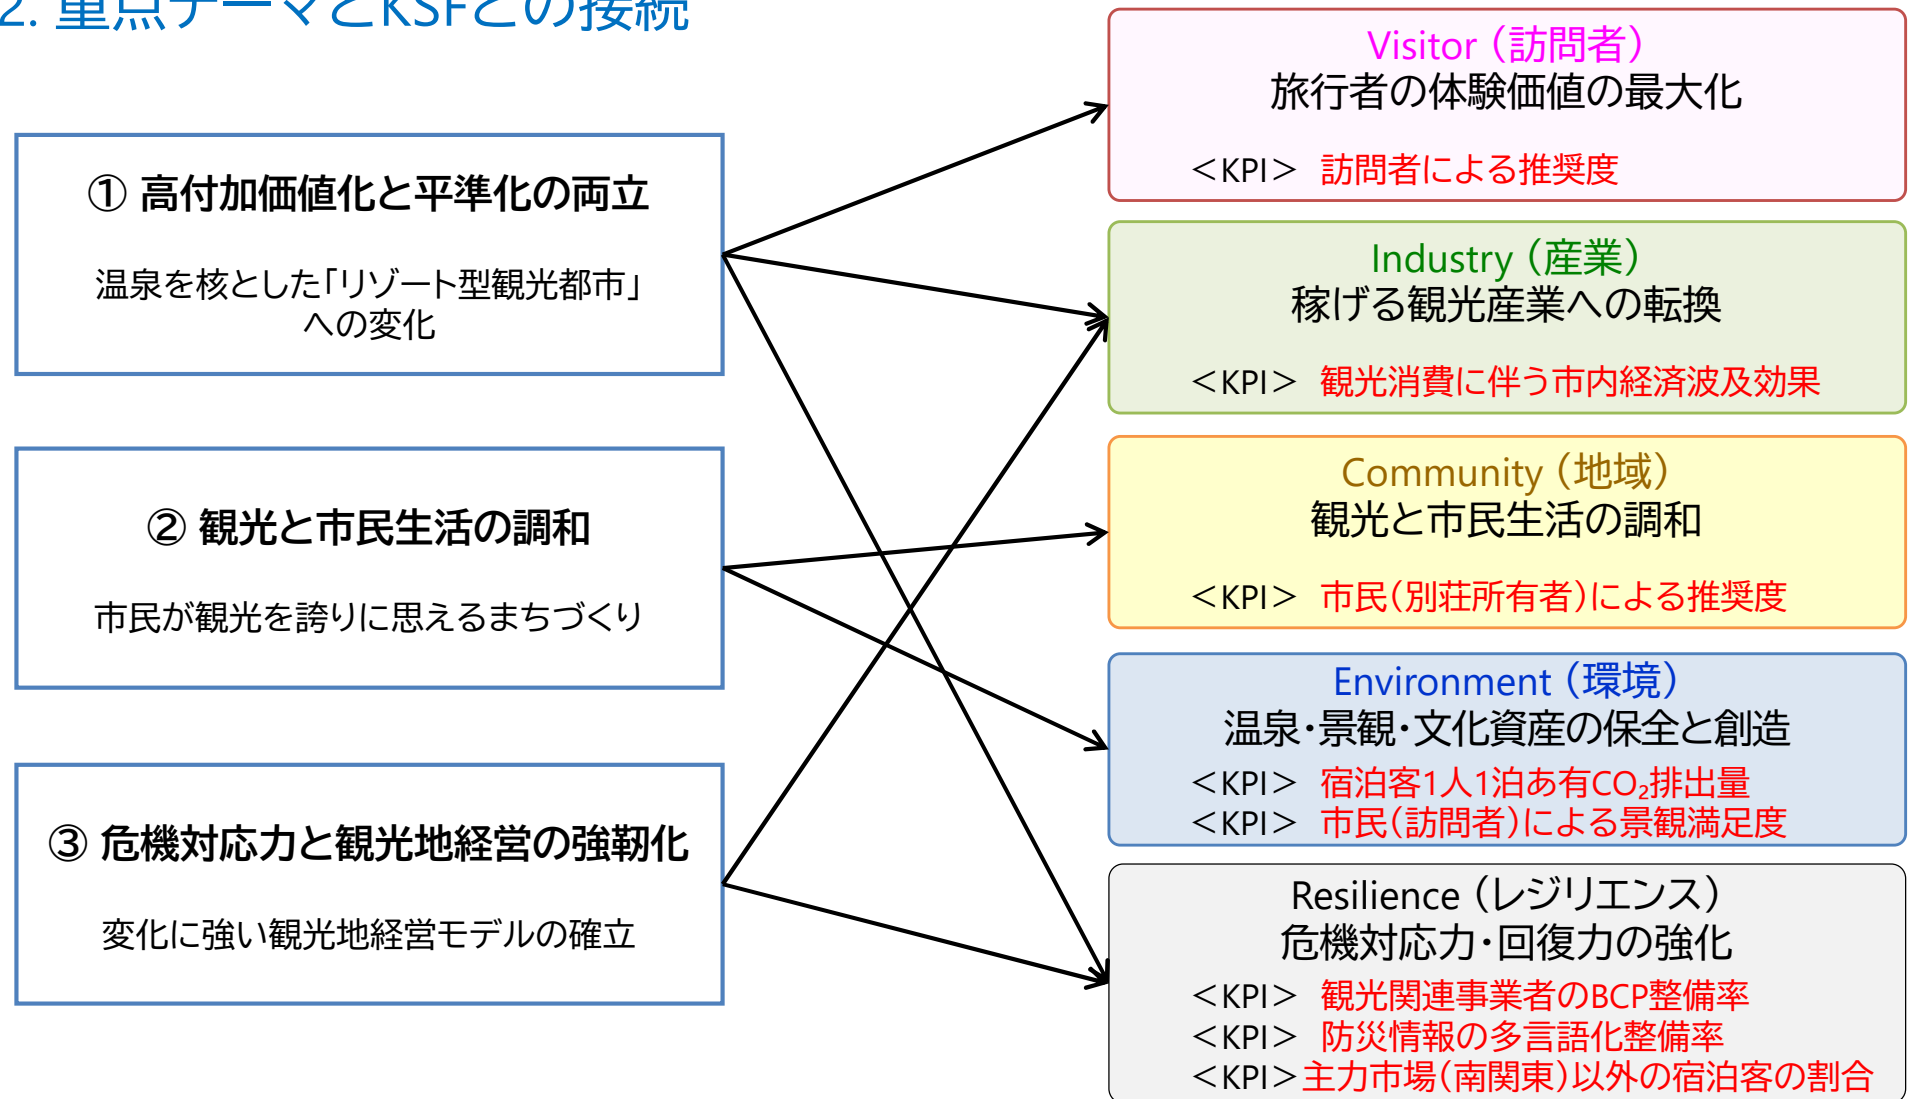 2. 重点テーマとKSFとの接続
① 高付加価値化と平準化の両立
温泉を核とした「リゾート型観光都市」
への変化
② 観光と市民生活の調和
市民が観光を誇りに思えるまちづくり
③ 危機対応力と観光地経営の強靭化
変化に強い観光地経営モデルの確立
Visitor（訪問者）
旅行者の体験価値の最大化
＜KPI＞ 訪問者による推奨度
Industry（産業）
稼げる観光産業への転換
＜KPI＞ 観光消費に伴う市内経済波及効果
Community（地域）
観光と市民生活の調和
＜KPI＞ 市民（別荘所有者）による推奨度
Environment（環境）
温泉・景観・文化資産の保全と創造
＜KPI＞ 宿泊客1人1泊あ有CO₂排出量
＜KPI＞ 市民（訪問者）による景観満足度
Resilience（レジリエンス）
危機対応力・回復力の強化
＜KPI＞ 観光関連事業者のBCP整備率
＜KPI＞ 防災情報の多言語化整備率
＜KPI＞主力市場（南関東）以外の宿泊客の割合